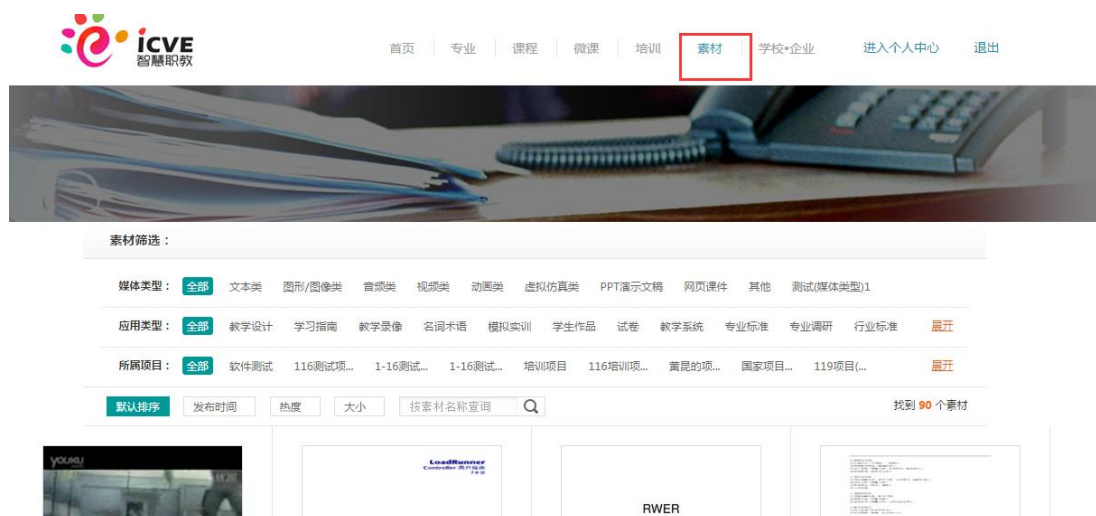 icve
智慧职教
首页 专业 课程 微课 培训 素材 学校•企业 进入个人中心 退出
素材筛选：
媒体类型： 全部 文本类 图形/图像类 音频类 视频类 动画类 虚拟仿真类 PPT演示文稿 网页课件 其他 测试(媒体类型)1
应用类型： 全部 教学设计 学习指南 教学录像 名词术语 模拟实训 学生作品 试卷 教学系统 专业标准 专业调研 行业标准 展开
所属项目： 全部 软件测试 116测试项... 1-16测试... 1-16测试... 培训项目 116培训项... 黄昆的项... 国家项目... 119项目(... 展开
默认排序 发布时间 热度 大小 按素材名称查询 找到 90 个素材
YOUKU
LoadRunner
Controller 用户指南
RWER